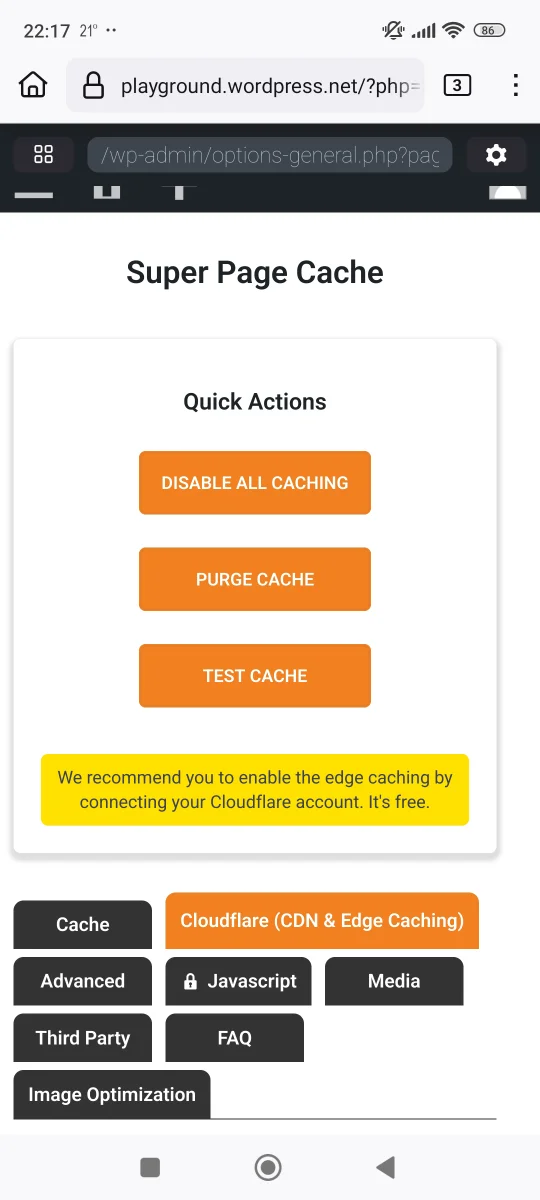 22:17 21°
86
playground.wordpress.net/?php=
3
/wp-admin/options-general.php?pag
Super Page Cache
Quick Actions
DISABLE ALL CACHING
PURGE CACHE
TEST CACHE
We recommend you to enable the edge caching by
connecting your Cloudflare account. It's free.
Cache
Cloudflare (CDN & Edge Caching)
Advanced
Javascript
Media
Third Party
FAQ
Image Optimization